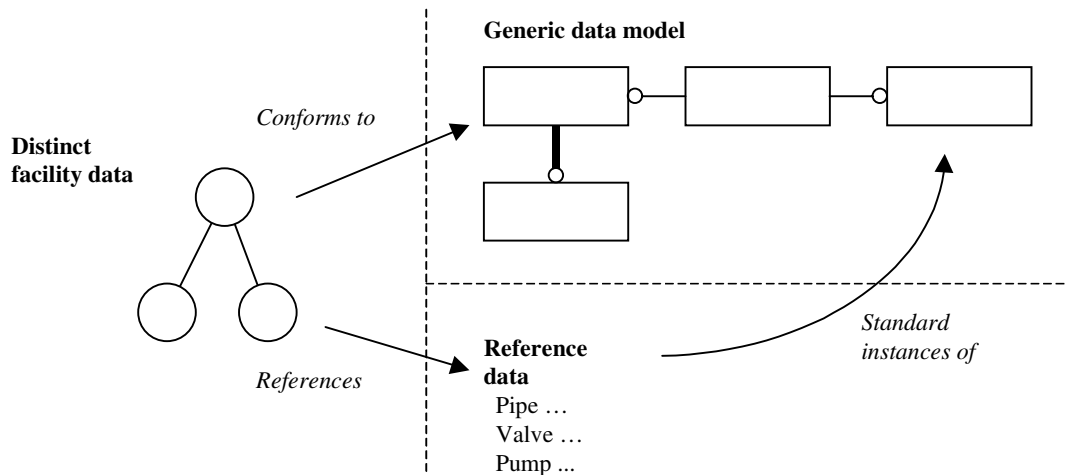 Generic data model
Conforms to
Distinct
facility data
Standard
instances of
Reference
data
References
Pipe …
Valve …
Pump ...